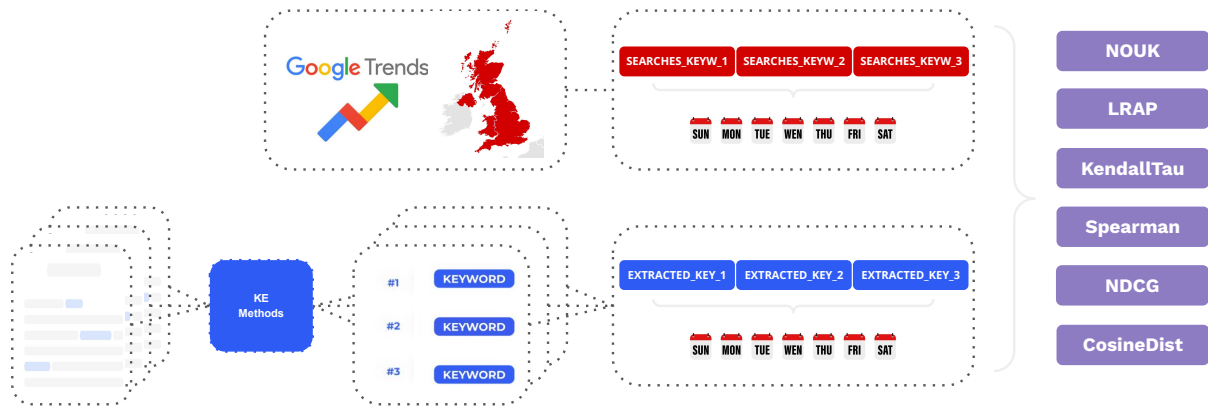 Google Trends
SEARCHES_KEYW_1 SEARCHES_KEYW_2 SEARCHES_KEYW_3
SUN MON TUE WEN THU FRI SAT
KE
Methods
#1 KEYWORD
#2 KEYWORD
#3 KEYWORD
EXTRACTED_KEY_1 EXTRACTED_KEY_2 EXTRACTED_KEY_3
SUN MON TUE WEN THU FRI SAT
NOUK
LRAP
KendallTau
Spearman
NDCG
CosineDist